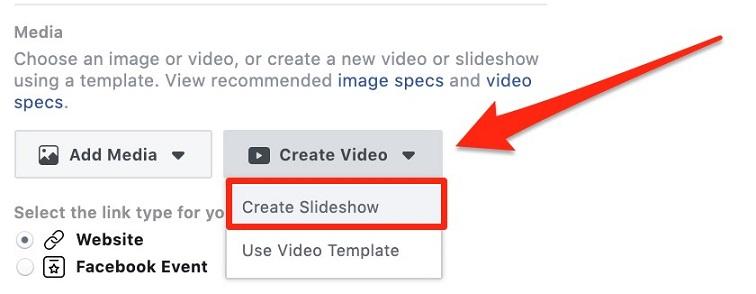 Media
Choose an image or video, or create a new video or slideshow
using a template. View recommended image specs and video
specs.
Add Media
Create Video
Create Slideshow
Select the link type for yo
Use Video Template
Website
Facebook Event